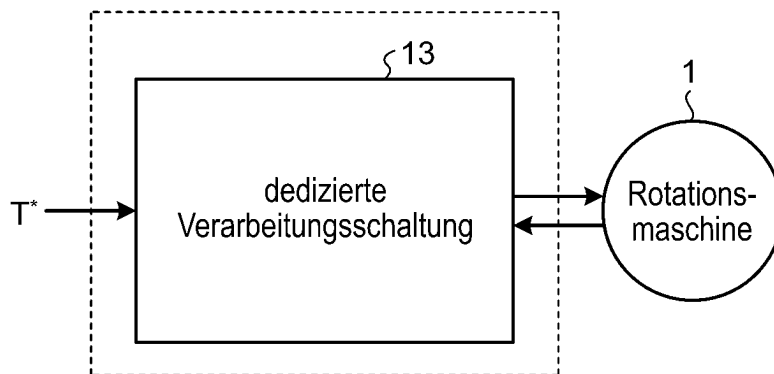 13
1
T*
dedizierte
Verarbeitungsschaltung
Rotations-
maschine